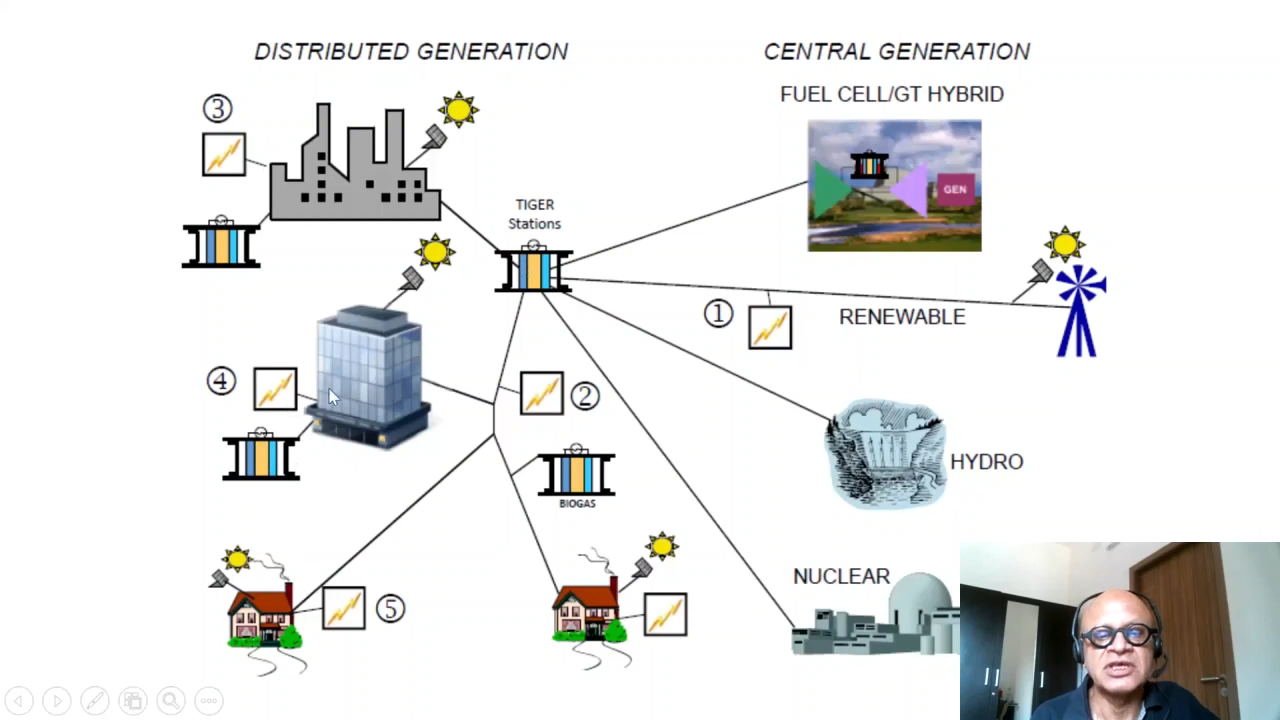 DISTRIBUTED GENERATION
CENTRAL GENERATION
FUEL CELL/GT HYBRID
③
GEN
TIGER
Stations
①
RENEWABLE
④
②
HYDRO
BIOGAS
NUCLEAR
⑤